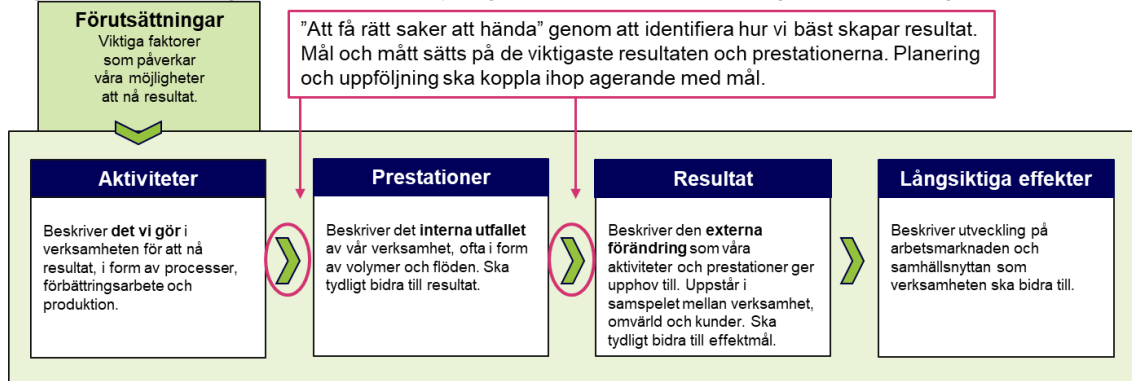 Förutsättningar
Viktiga faktorer
som påverkar
våra möjligheter
att nå resultat.
”Att få rätt saker att hända” genom att identifiera hur vi bäst skapar resultat.
Mål och mått sätts på de viktigaste resultaten och prestationerna. Planering
och uppföljning ska koppla ihop agerande med mål.
Aktiviteter
Beskriver det vi gör i
verksamheten för att nå
resultat, i form av processer,
förbättringsarbete och
produktion.
Prestationer
Beskriver det interna utfallet
av vår verksamhet, ofta i form
av volymer och flöden. Ska
tydligt bidra till resultat.
Resultat
Beskriver den externa
förändring som våra
aktiviteter och prestationer ger
upphov till. Uppstår i
samspelet mellan verksamhet,
omvärld och kunder. Ska
tydligt bidra till effektmål.
Långsiktiga effekter
Beskriver utveckling på
arbetsmarknaden och
samhällsnyttan som
verksamheten ska bidra till.